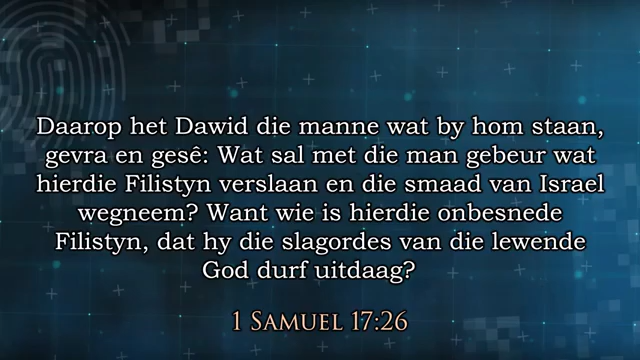 Daarop het Dawid die manne wat by hom staan,
gevra en gesê: Wat sal met die man gebeur wat
hierdie Filistyn verslaan en die smaad van Israel
wegneem? Want wie is hierdie onbesnede
Filistyn, dat hy die slagordes van die lewende
God durf uitdaag?
1 Samuel 17:26